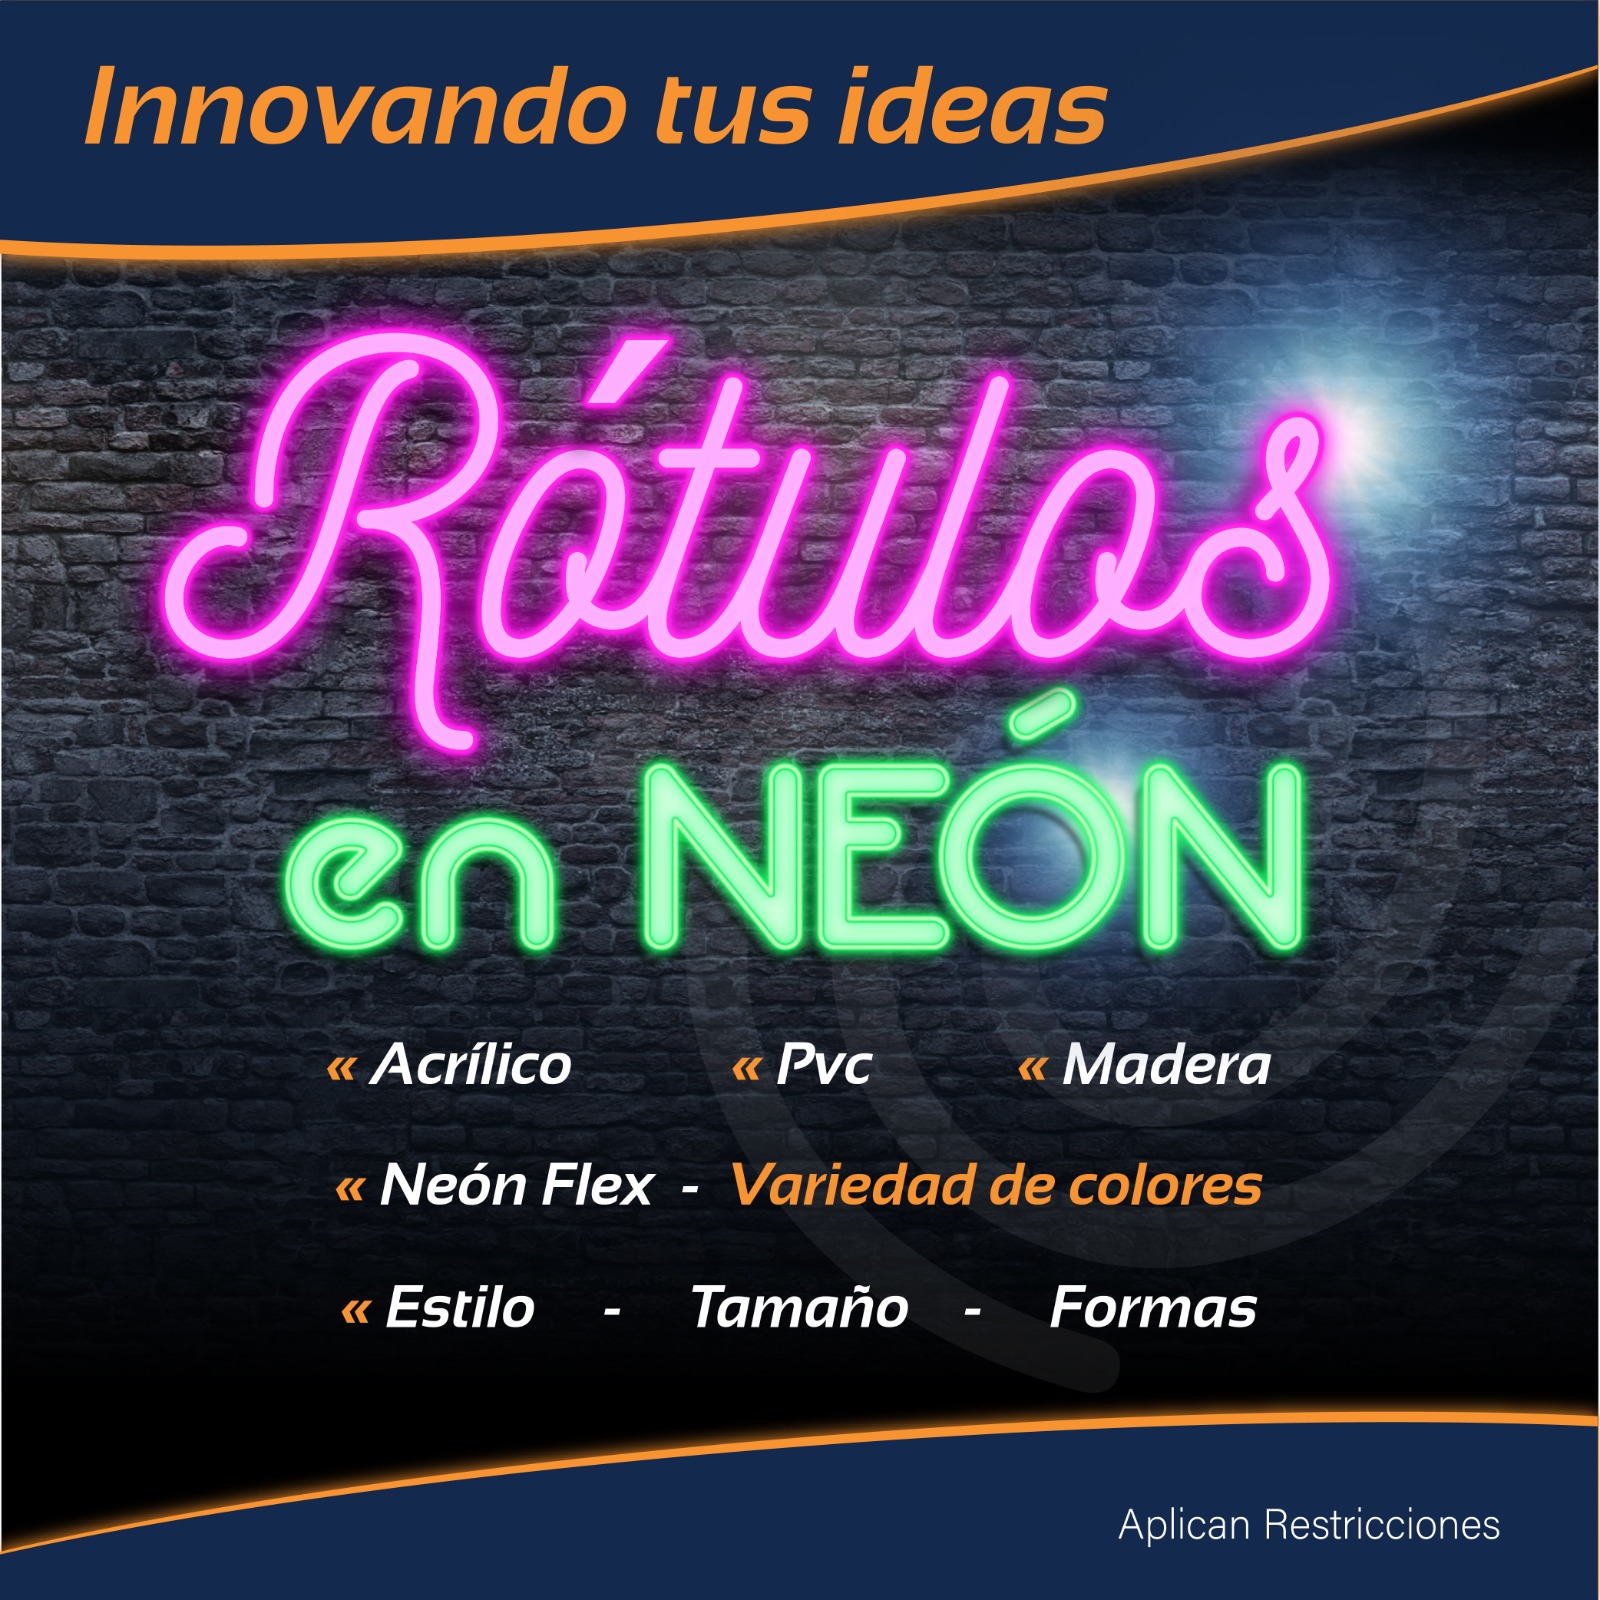 Innovando tus ideas
Rótulos
en NEÓN
« Acrílico « Pvc « Madera
« Neón Flex - Variedad de colores
« Estilo - Tamaño - Formas
Aplican Restricciones